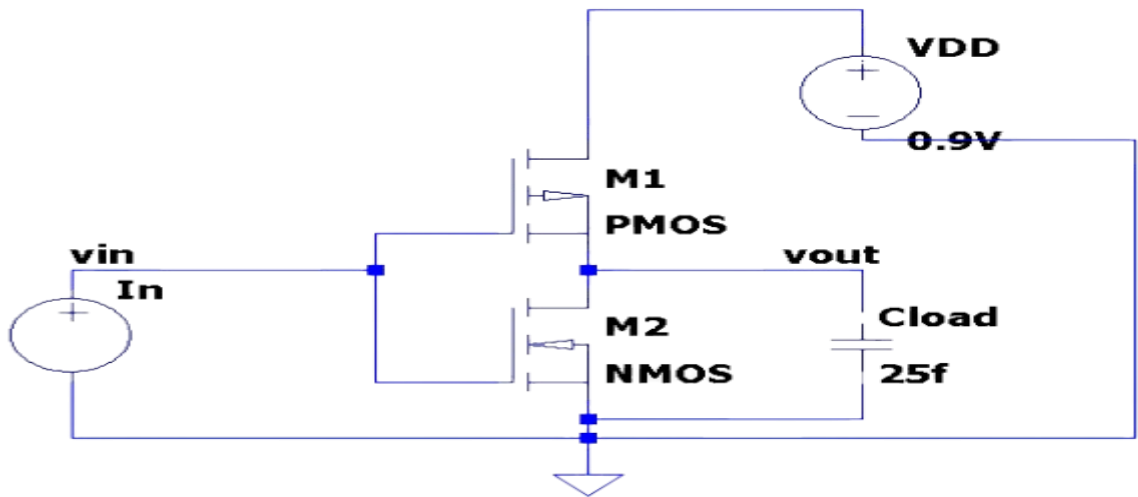 VDD
0.9V
M1
PMOS
vin
In
vout
M2
NMOS
Cload
25f